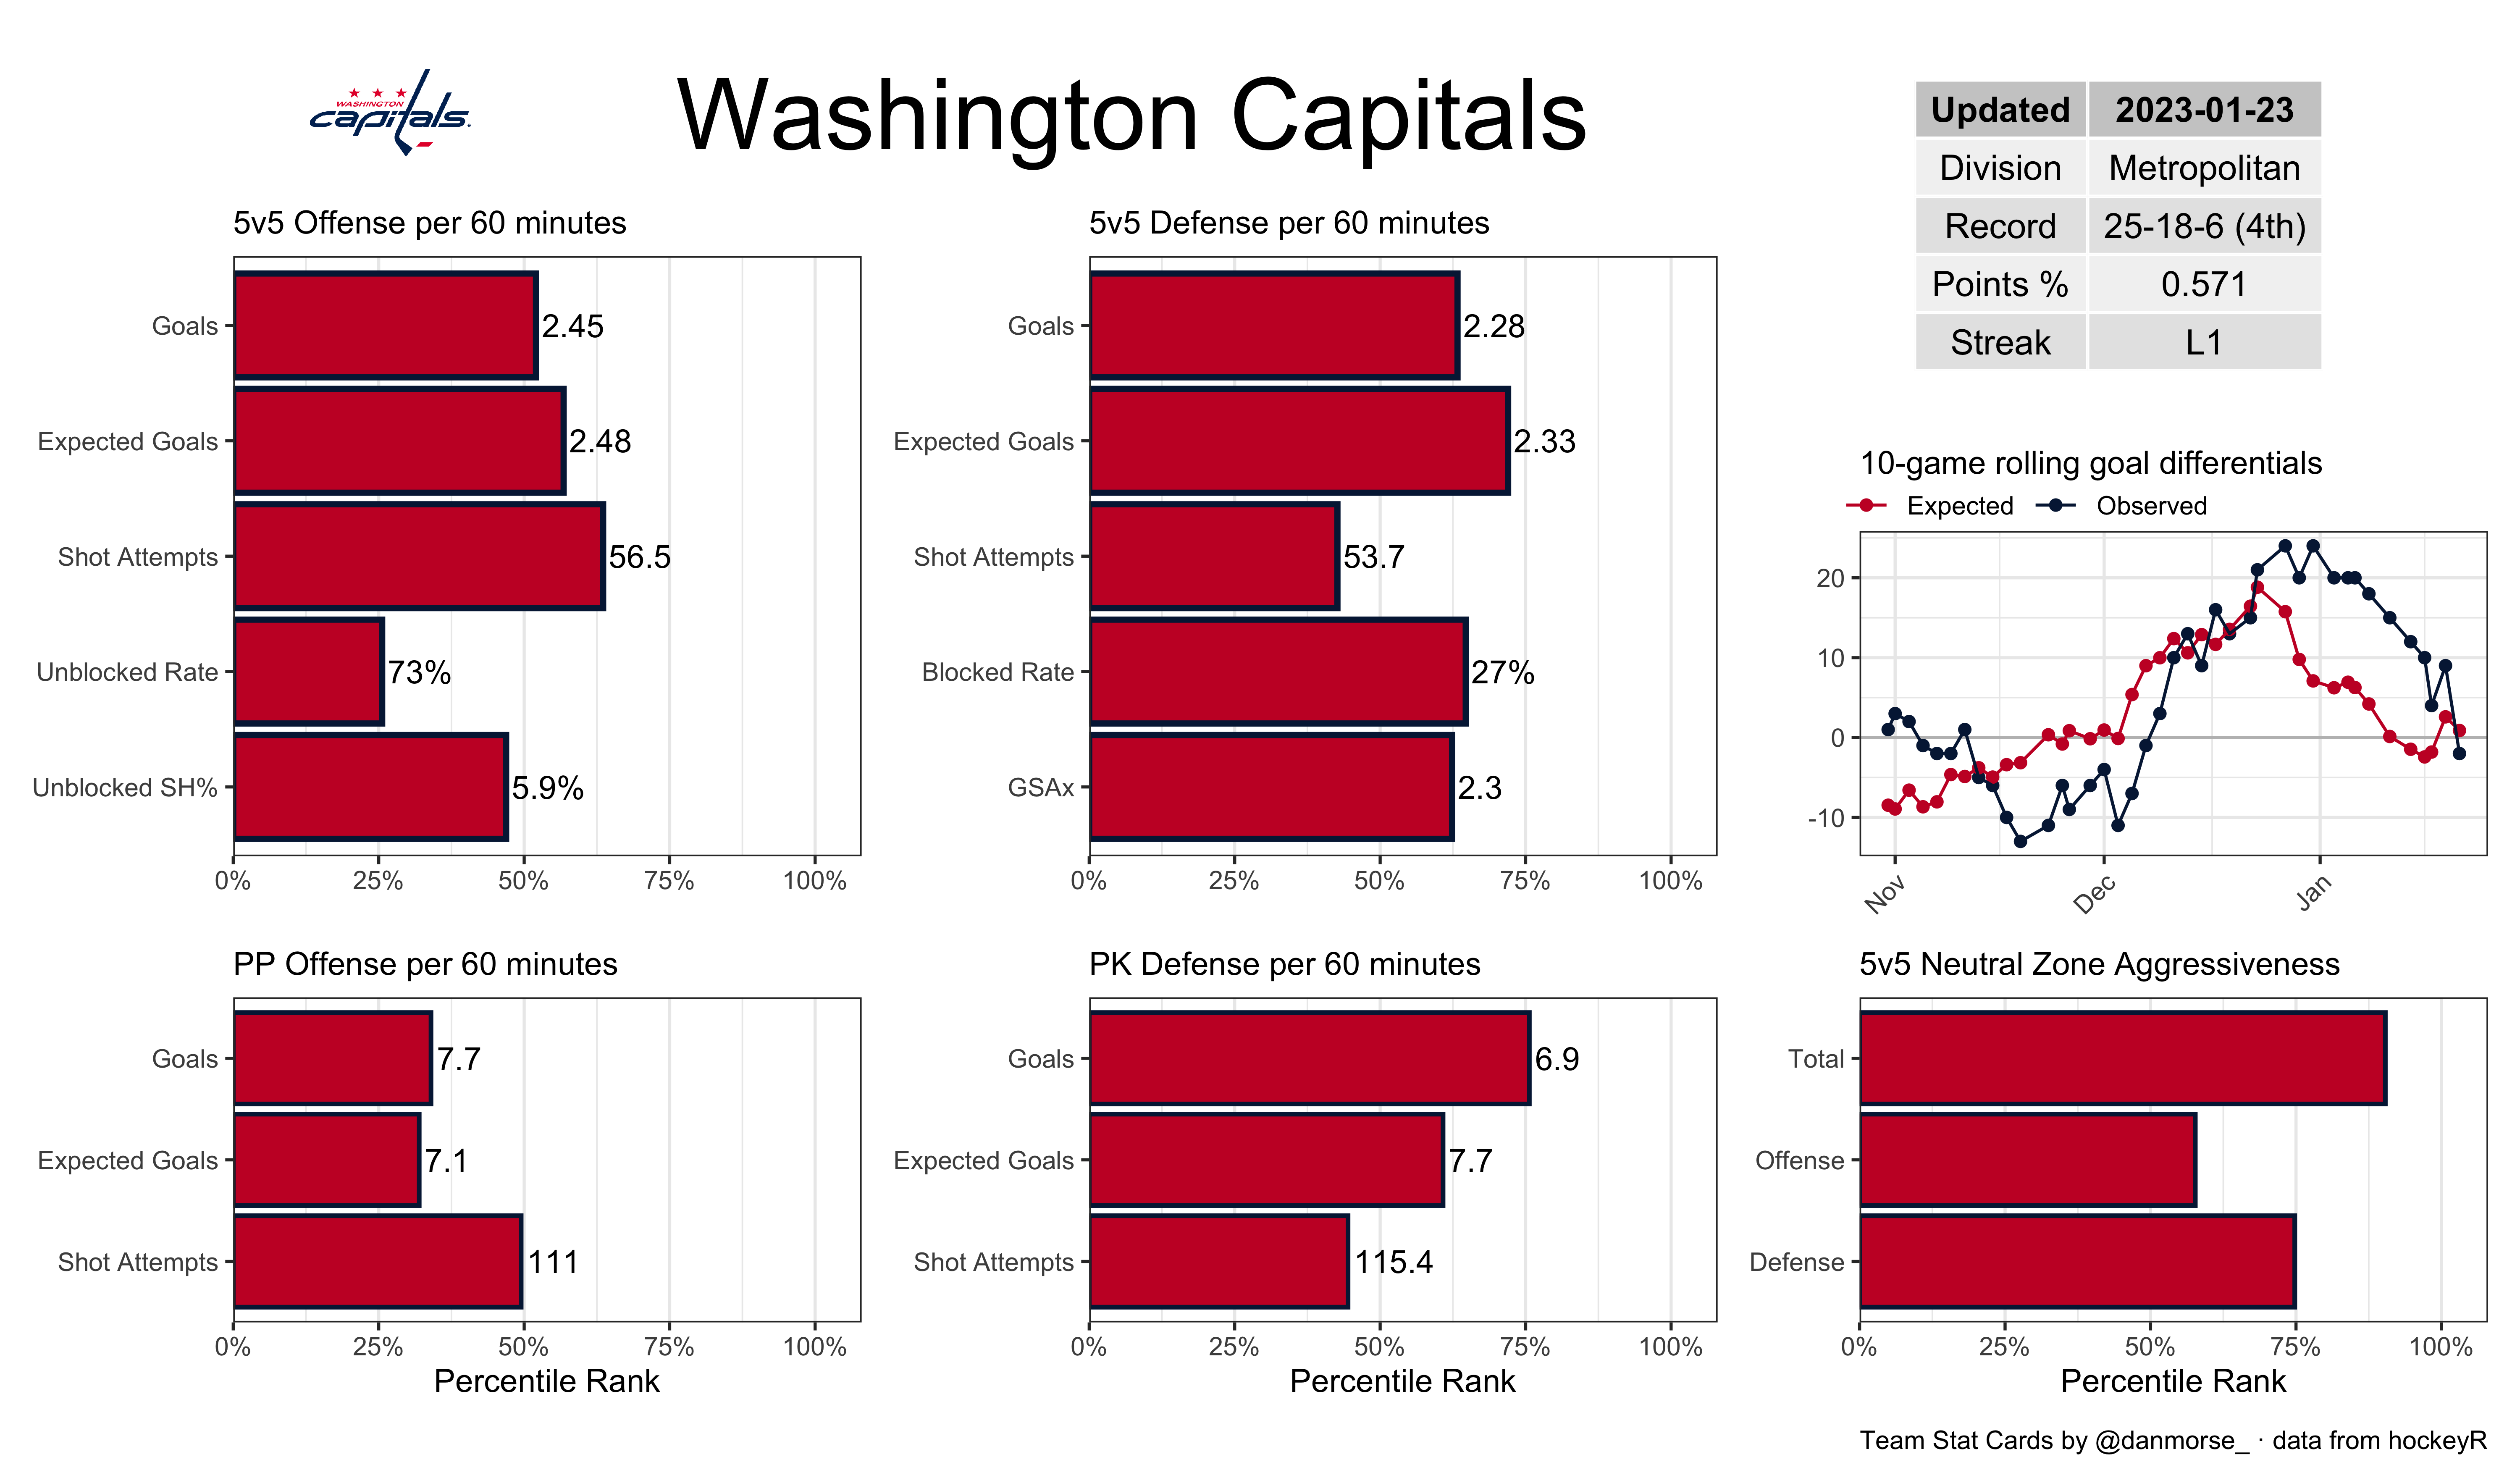 WASHINGTON
capitals
Washington Capitals
Updated 2023-01-23
Division Metropolitan
Record 25-18-6 (4th)
Points % 0.571
Streak L1
5v5 Offense per 60 minutes
Goals 2.45
Expected Goals 2.48
Shot Attempts 56.5
Unblocked Rate 73%
Unblocked SH% 5.9%
0% 25% 50% 75% 100%
5v5 Defense per 60 minutes
Goals 2.28
Expected Goals 2.33
Shot Attempts 53.7
Blocked Rate 27%
GSAx 2.3
0% 25% 50% 75% 100%
10-game rolling goal differentials
Expected Observed
20
10
0
-10
Nov Dec Jan
PP Offense per 60 minutes
Goals 7.7
Expected Goals 7.1
Shot Attempts 111
0% 25% 50% 75% 100%
Percentile Rank
PK Defense per 60 minutes
Goals 6.9
Expected Goals 7.7
Shot Attempts 115.4
0% 25% 50% 75% 100%
Percentile Rank
5v5 Neutral Zone Aggressiveness
Total
Offense
Defense
0% 25% 50% 75% 100%
Percentile Rank
Team Stat Cards by @danmorse_ · data from hockeyR